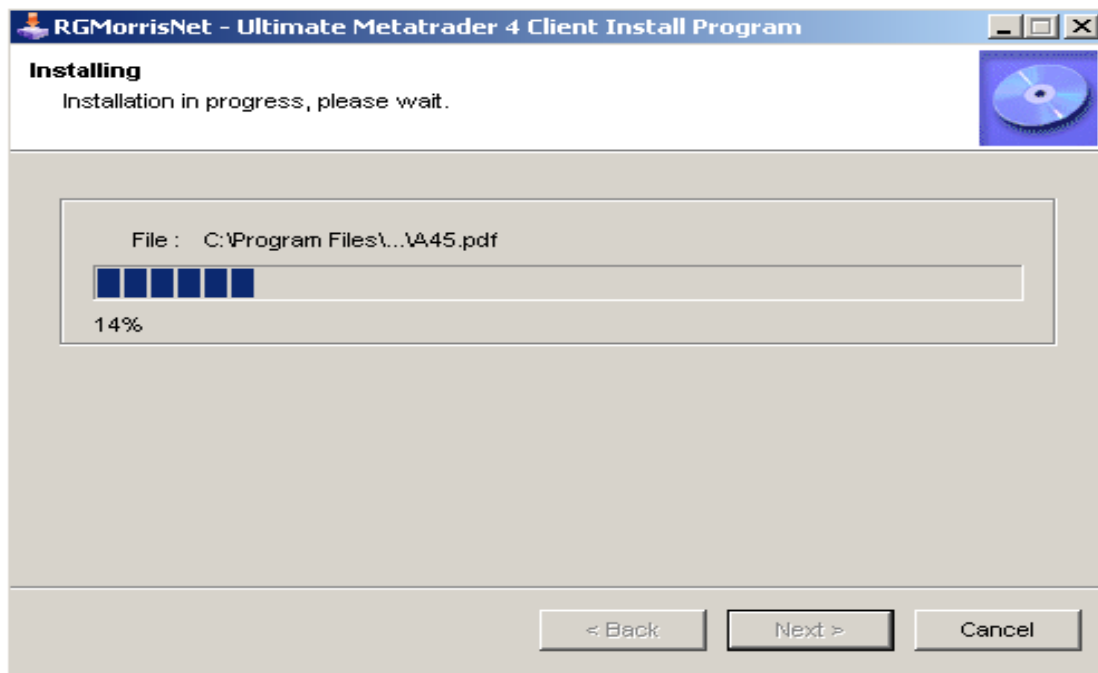 RGMorrisNet - Ultimate Metatrader 4 Client Install Program
Installing
Installation in progress, please wait.
File : C:\Program Files\...\A45.pdf
14%
< Back Next > Cancel